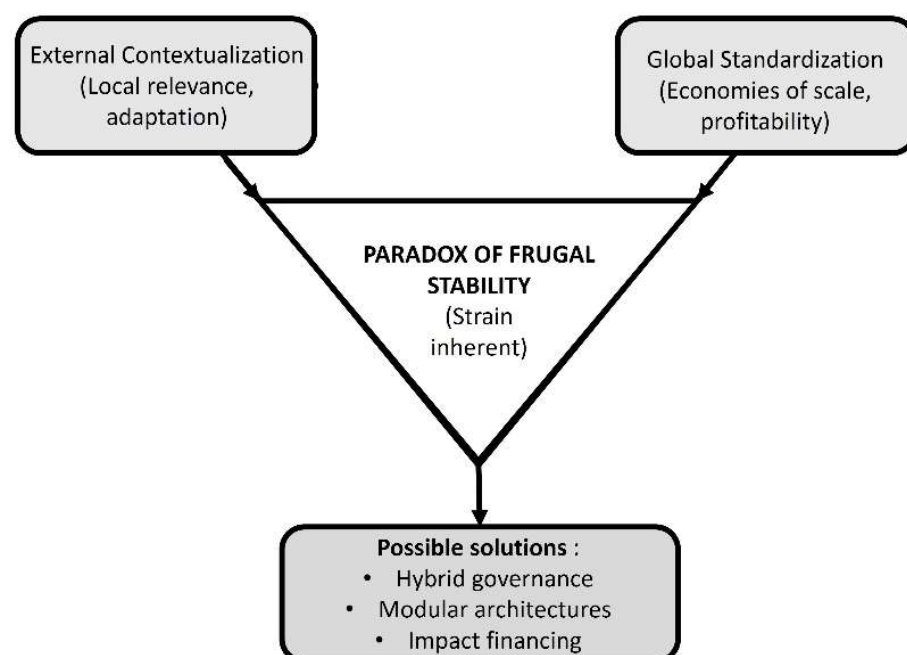 External Contextualization
(Local relevance,
adaptation)
Global Standardization
(Economies of scale,
profitability)
PARADOX OF FRUGAL
STABILITY
(Strain
inherent)
Possible solutions :
• Hybrid governance
• Modular architectures
• Impact financing